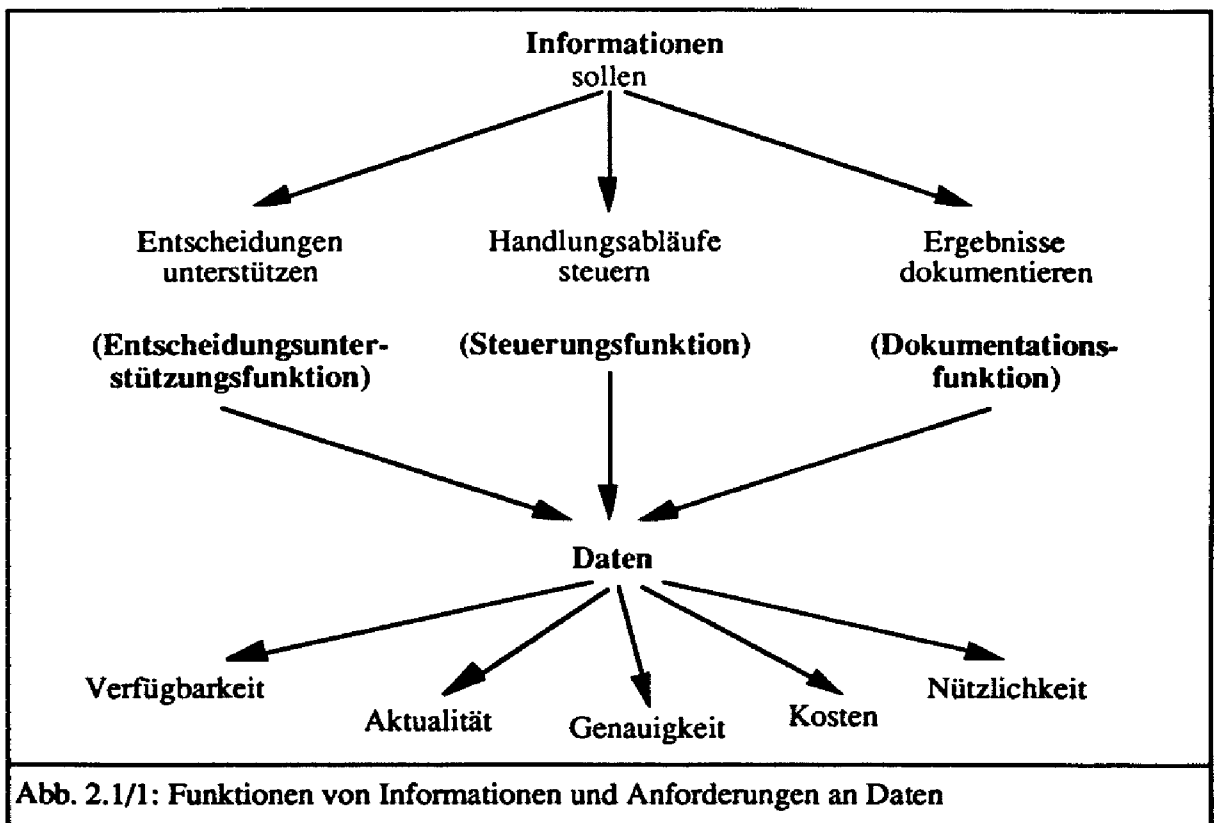 Informationen
sollen
Entscheidungen
unterstützen
Handlungsabläufe
steuern
Ergebnisse
dokumentieren
(Entscheidungsunter-
stützungsfunktion)
(Steuerungsfunktion)
(Dokumentations-
funktion)
Daten
Verfügbarkeit
Aktualität
Genauigkeit
Kosten
Nützlichkeit
Abb. 2.1/1: Funktionen von Informationen und Anforderungen an Daten